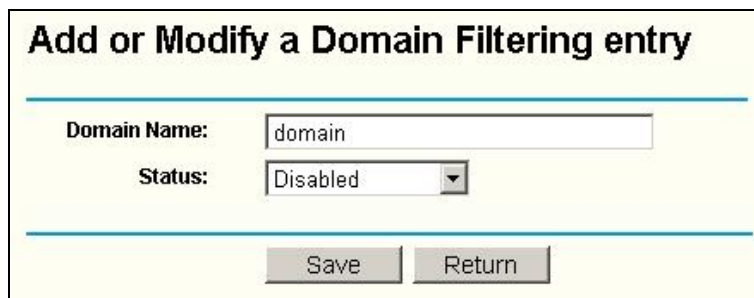 Add or Modify a Domain Filtering entry
Domain Name: domain
Status: Disabled
Save Return